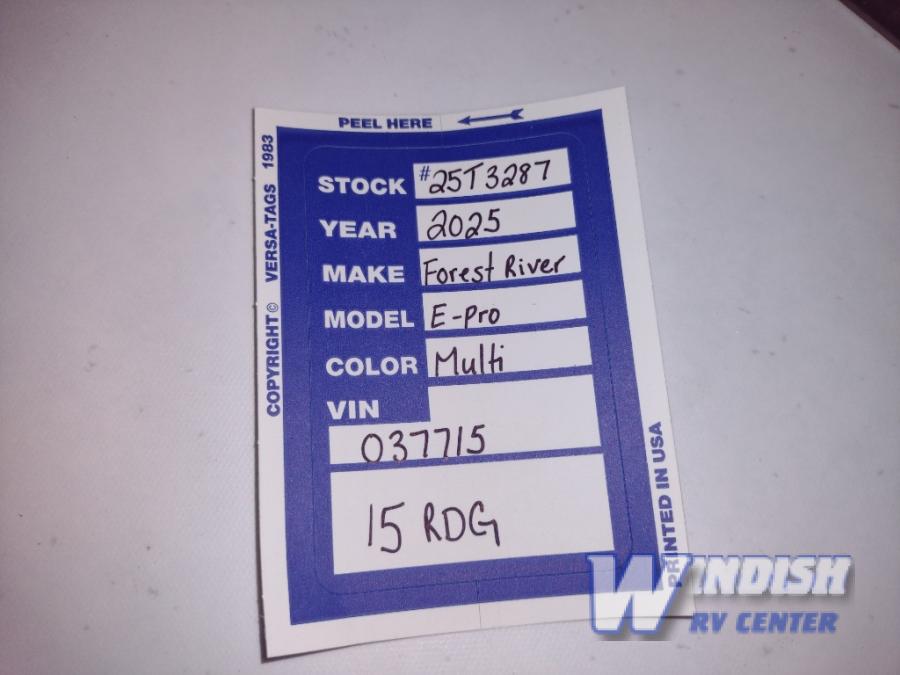 PEEL HERE
COPYRIGHT © VERSA-TAGS 1983
STOCK #25T3287
YEAR 2025
MAKE Forest River
MODEL E-Pro
COLOR Multi
VIN
037715
15 RDG
PRINTED IN USA
WINDISH
RV CENTER